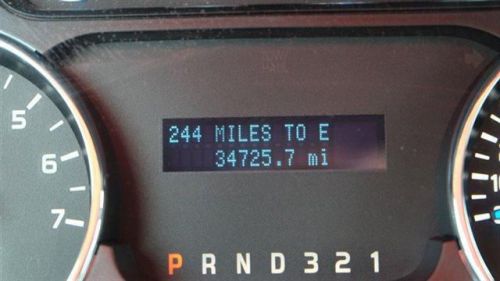 244 MILES TO E
34725.7 mi
5
6
7
P R N D 3 2 1